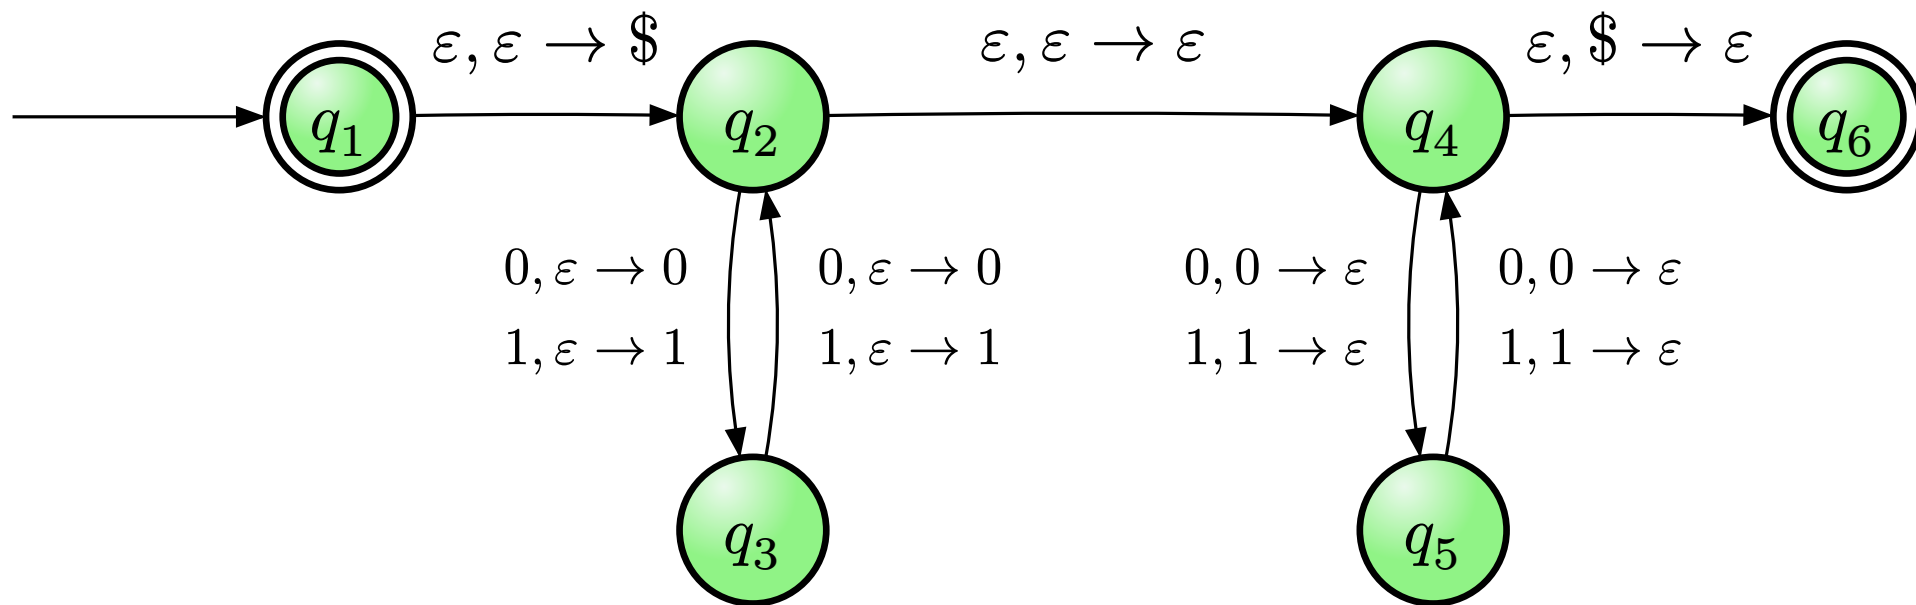 ε, ε → $
ε, ε → ε
ε, $ → ε
q₁
q₂
q₄
q₆
0, ε → 0
1, ε → 1
0, ε → 0
1, ε → 1
0, 0 → ε
1, 1 → ε
0, 0 → ε
1, 1 → ε
q₃
q₅